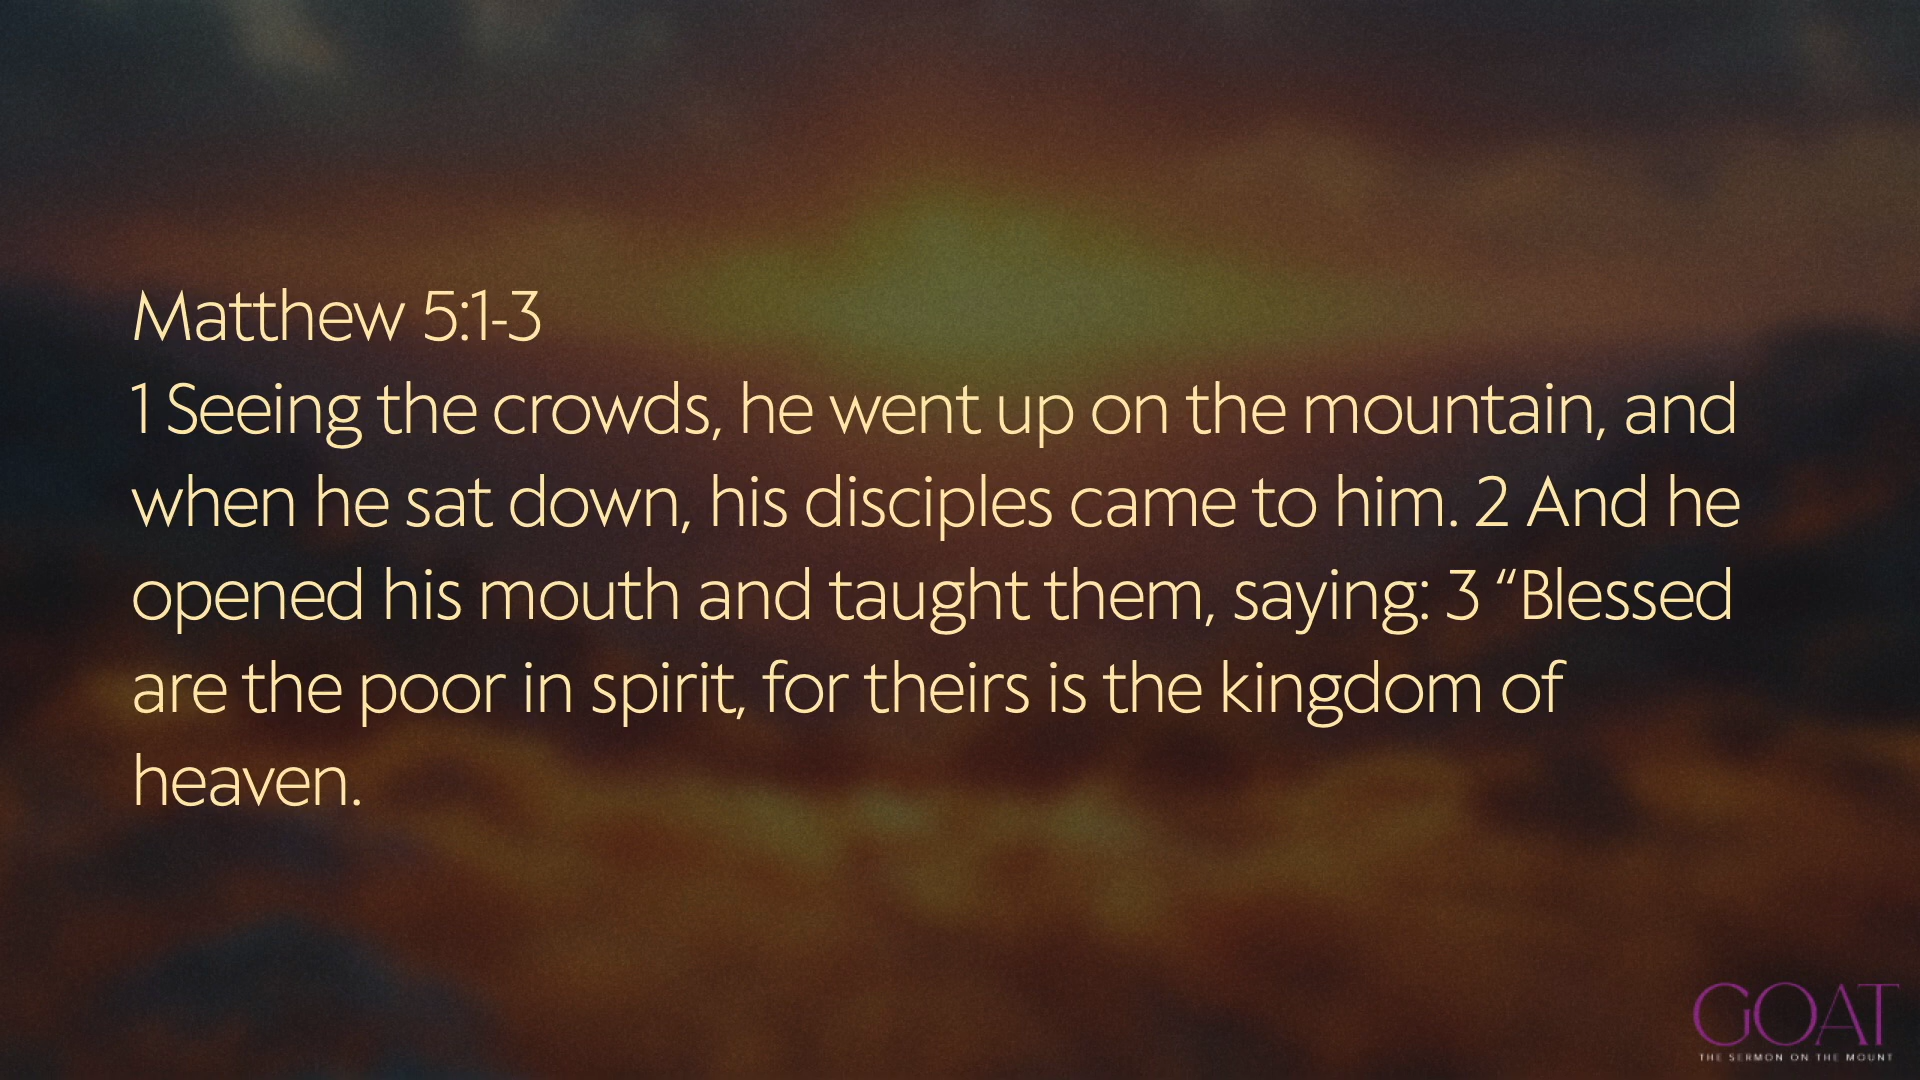 Matthew 5:1-3
1 Seeing the crowds, he went up on the mountain, and
when he sat down, his disciples came to him. 2 And he
opened his mouth and taught them, saying: 3 “Blessed
are the poor in spirit, for theirs is the kingdom of
heaven.
GOAT
THE SERMON ON THE MOUNT